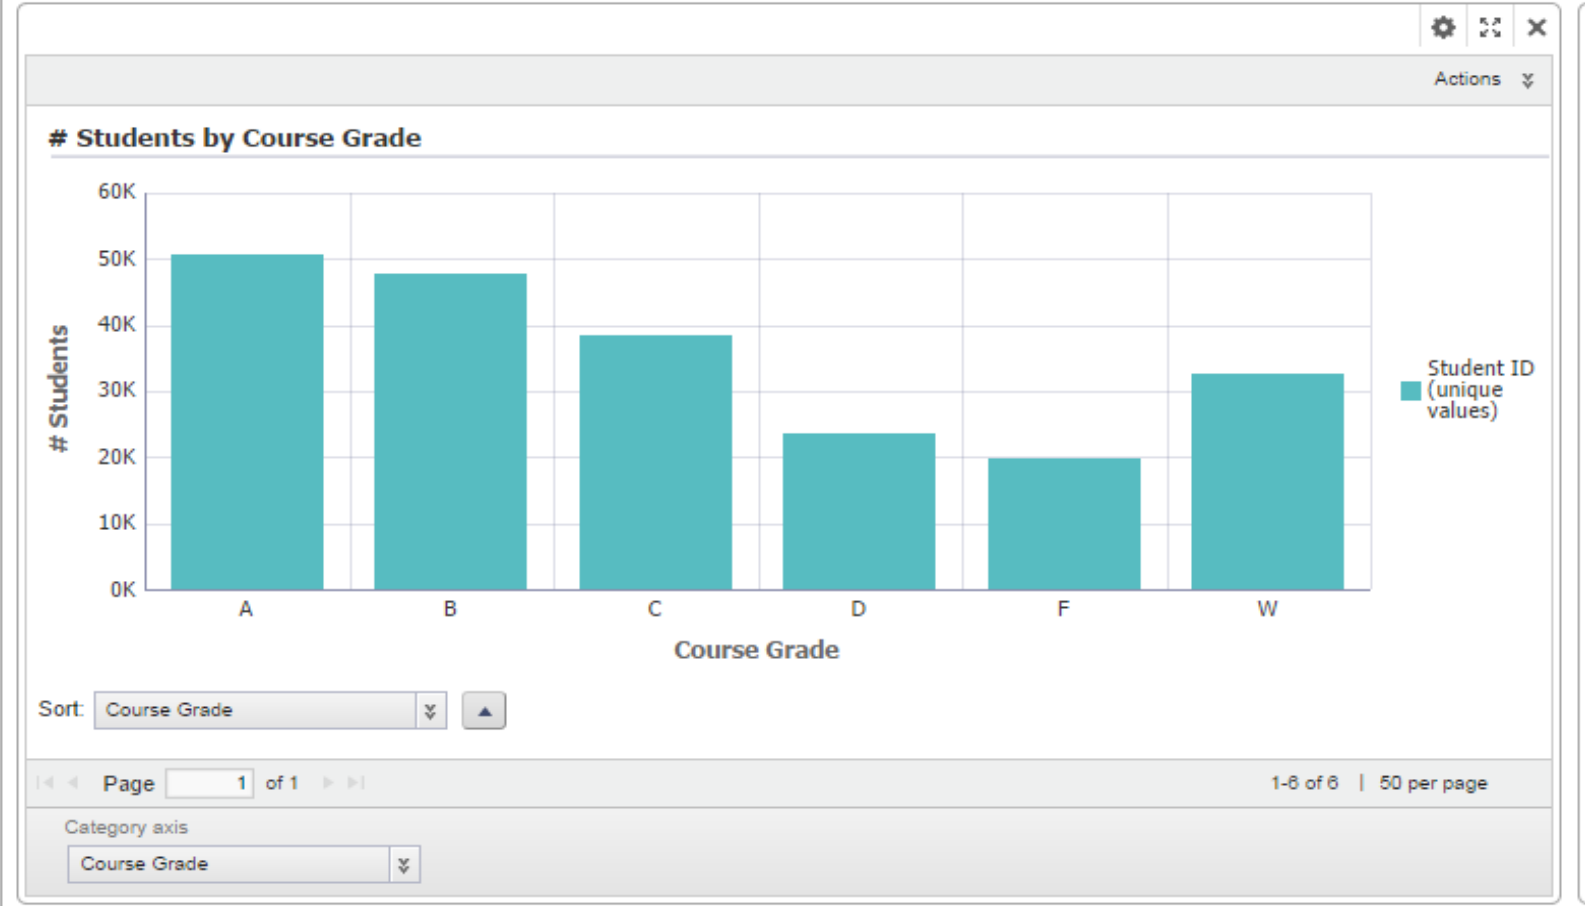 Actions
# Students by Course Grade
60K
50K
40K
30K
20K
10K
0K
# Students
A B C D F W
Course Grade
Student ID
(unique
values)
Sort: Course Grade
Page 1 of 1
1-6 of 6 | 50 per page
Category axis
Course Grade